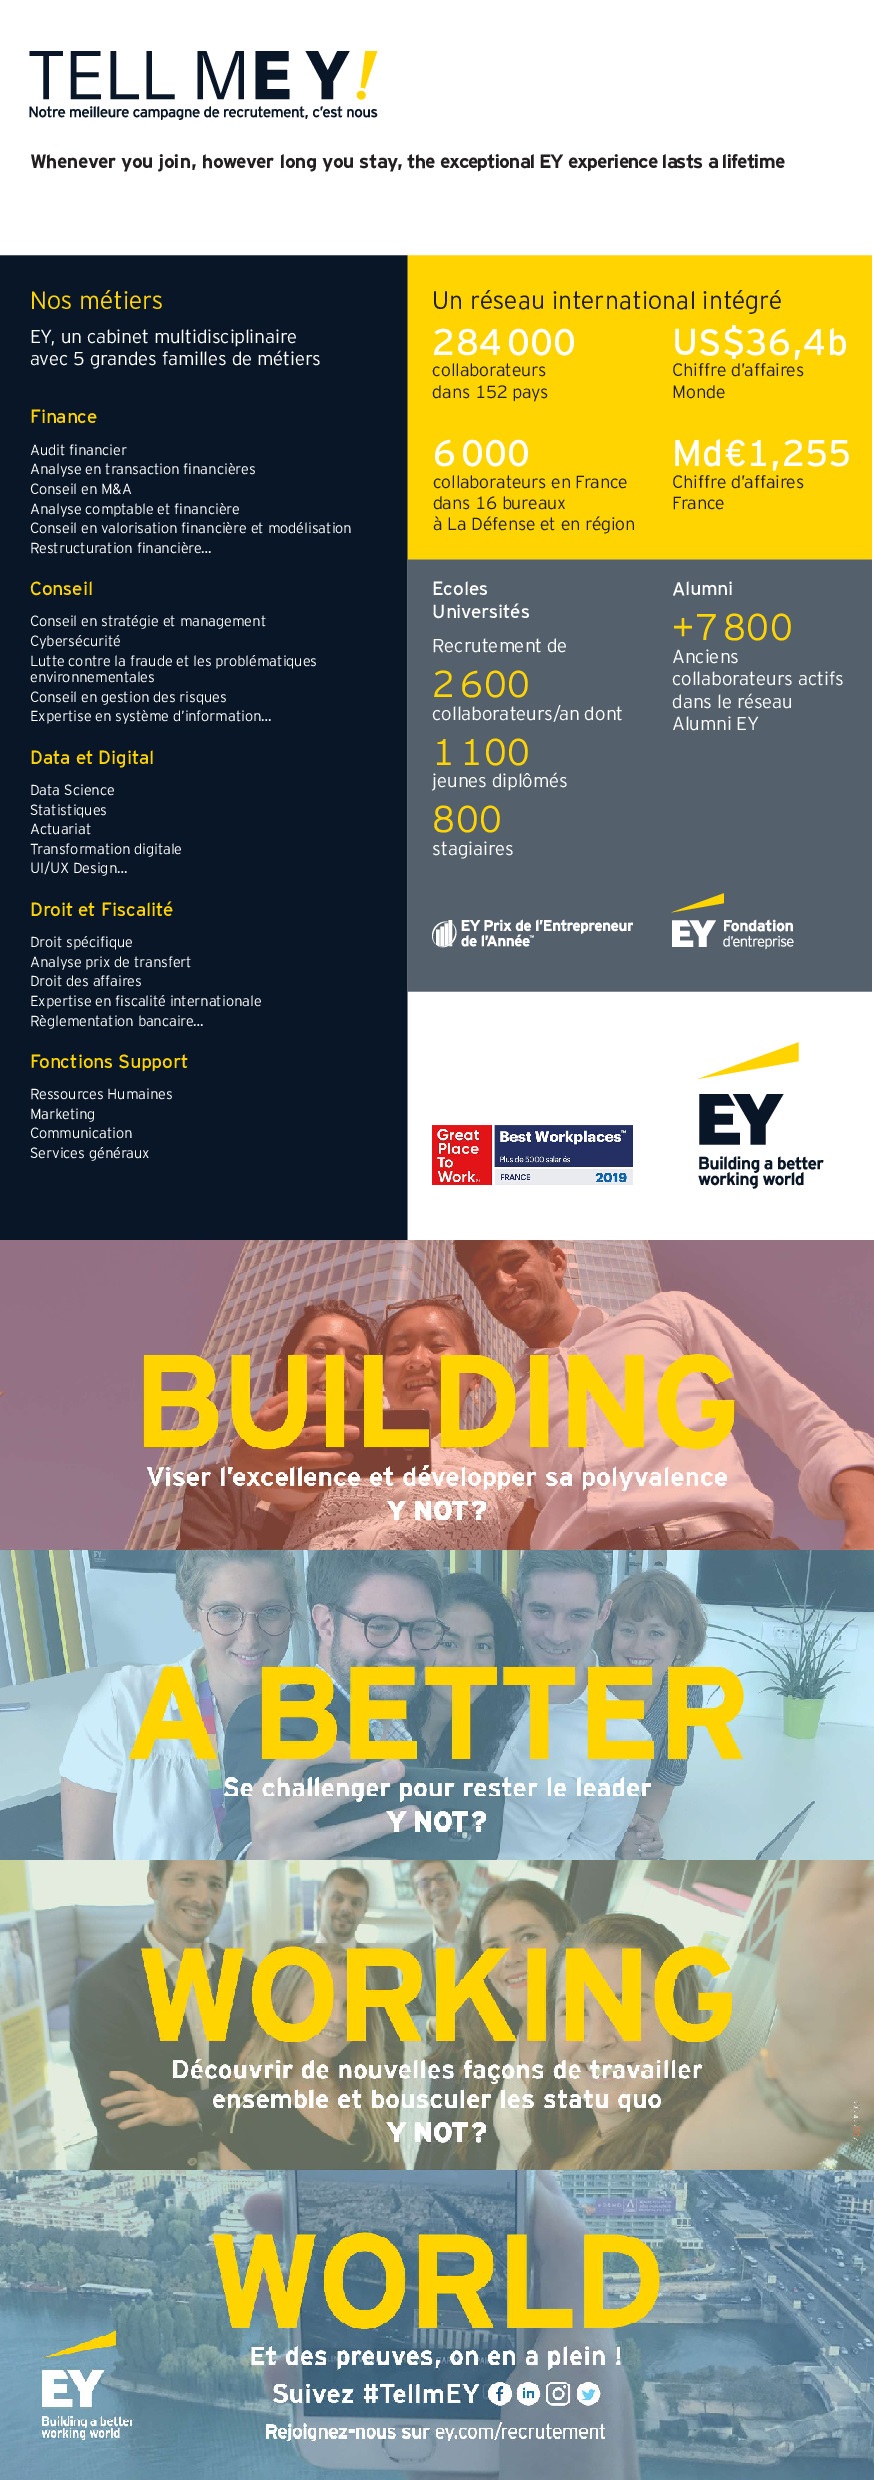 TELL MEY!
Notre meilleure campagne de recrutement, c'est nous
Whenever you join, however long you stay, the exceptional EY experience lasts a lifetime
Nos métiers
EY, un cabinet multidisciplinaire
avec 5 grandes familles de métiers
Finance
Audit financier
Analyse en transaction financières
Conseil en M&A
Analyse comptable et financière
Conseil en valorisation financière et modélisation
Restructuration financière...
Conseil
Conseil en stratégie et management
Cybersécurité
Lutte contre la fraude et les problématiques
environnementales
Conseil en gestion des risques
Expertise en système d'information...
Data et Digital
Data Science
Statistiques
Actuariat
Transformation digitale
UI/UX Design...
Droit et Fiscalité
Droit spécifique
Analyse prix de transfert
Droit des affaires
Expertise en fiscalité internationale
Règlementation bancaire...
Fonctions Support
Ressources Humaines
Marketing
Communication
Services généraux
Un réseau international intégré
284 000
collaborateurs
dans 152 pays
US$36,4b
Chiffre d'affaires
Monde
6 000
collaborateurs en France
dans 16 bureaux
à La Défense et en région
Md€1,255
Chiffre d'affaires
France
Ecoles
Universités
Recrutement de
2 600
collaborateurs/an dont
1 100
jeunes diplômés
800
stagiaires
Alumni
+7 800
Anciens
collaborateurs actifs
dans le réseau
Alumni EY
EY Prix de l'Entrepreneur
de l'Année™
EY Fondation
d'entreprise
Great
Place
To
Work.
Best Workplaces™
Plus de 5000 salariés
FRANCE 2019
EY
Building a better
working world
BUILDING
Viser l'excellence et développer sa polyvalence
Y NOT?
A BETTER
Se challenger pour rester le leader
Y NOT?
WORKING
Découvrir de nouvelles façons de travailler
ensemble et bousculer les statu quo
Y NOT?
WORLD
Et des preuves, on en a plein !
Suivez #TellmEY
Rejoignez-nous sur ey.com/recrutement
EY
Building a better
working world